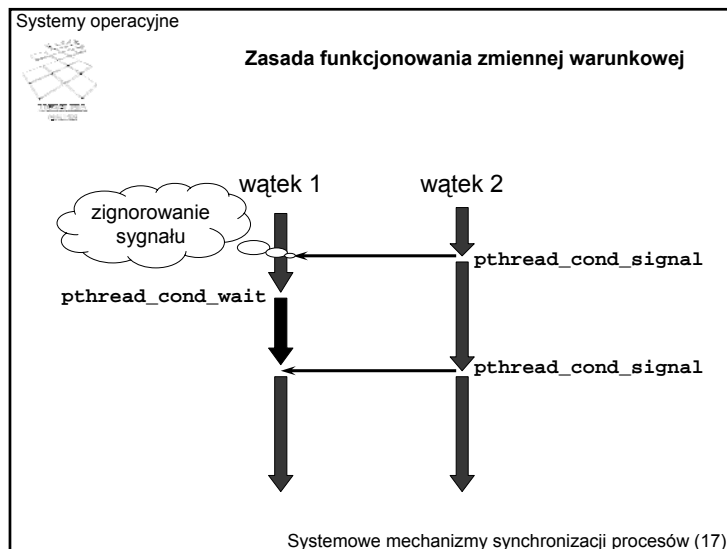 Systemy operacyjne
Zasada funkcjonowania zmiennej warunkowej
wątek 1
wątek 2
zignorowanie
sygnału
pthread_cond_signal
pthread_cond_wait
pthread_cond_signal
Systemowe mechanizmy synchronizacji procesów (17)